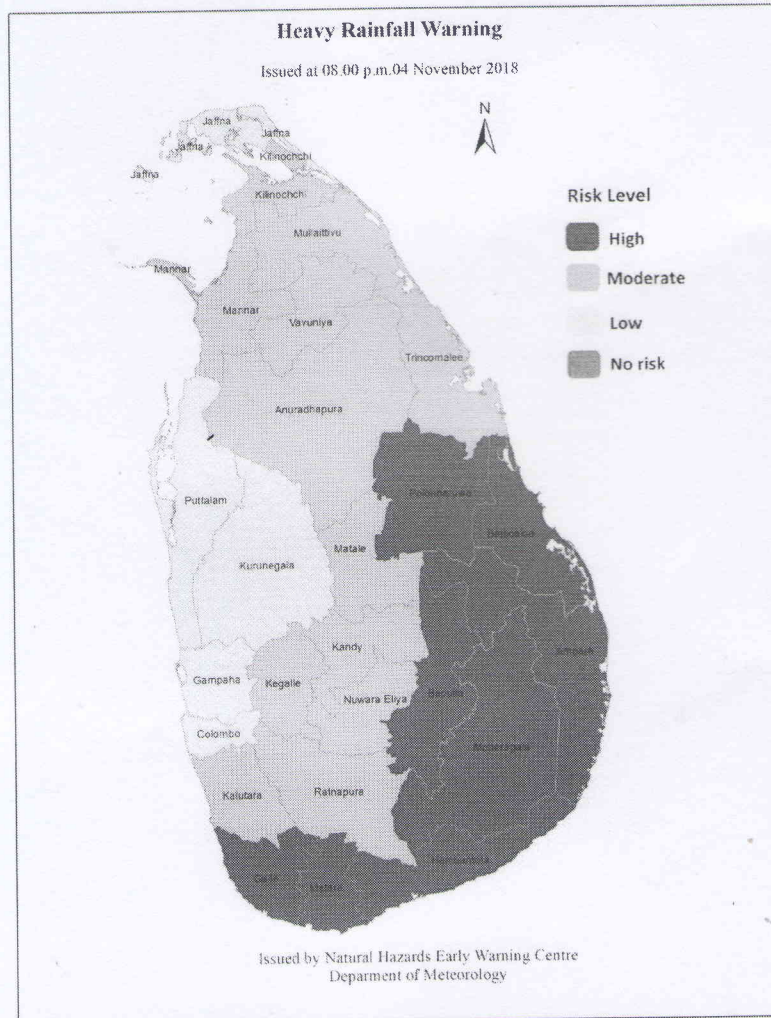 Heavy Rainfall Warning
Issued at 08.00 p.m.04 November 2018
N
Jaffna
Jaffna
Jaffna
Kilinochchi
Jaffna
Kilinochchi
Mullaittivu
Mannar
Mannar
Vavuniya
Trincomalee
Anuradhapura
Polonnaruwa
Puttalam
Batticaloa
Matale
Kurunegala
Kandy
Ampara
Gampaha
Kegalle
Nuwara Eliya
Badulla
Colombo
Moneragala
Kalutara
Ratnapura
Hambantota
Galle
Matara
Risk Level
High
Moderate
Low
No risk
Issued by Natural Hazards Early Warning Centre
Deparment of Meteorology